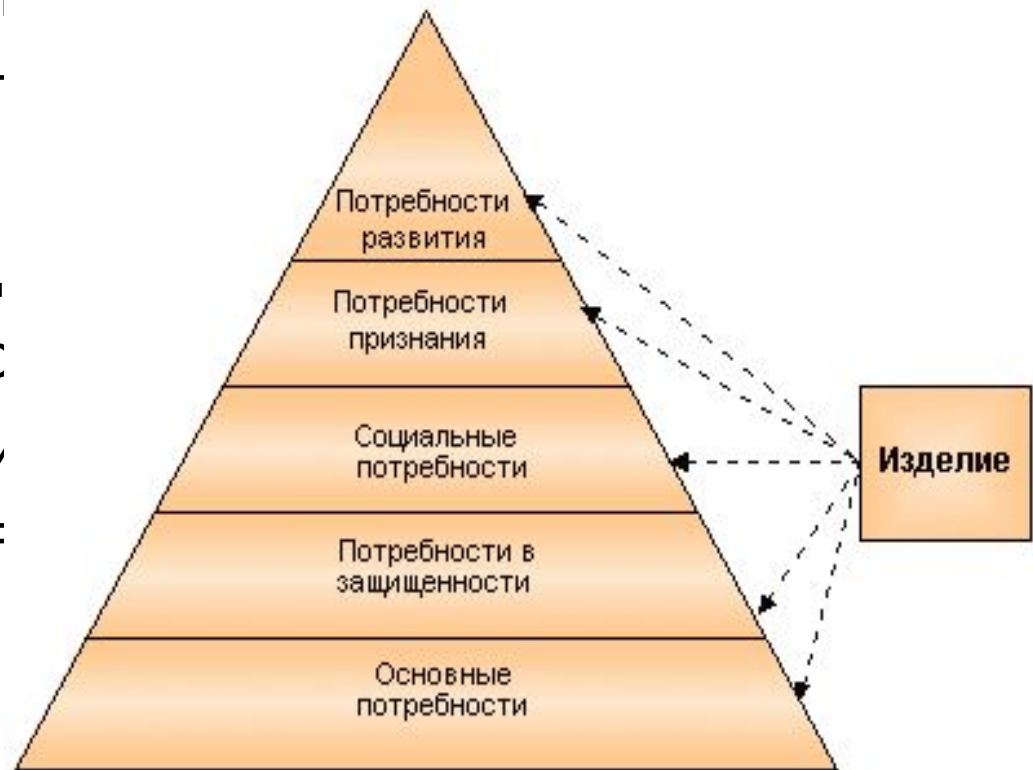 Потребности
развития
Потребности
признания
Социальные
потребности
Изделие
Потребности в
защищенности
Основные
потребности